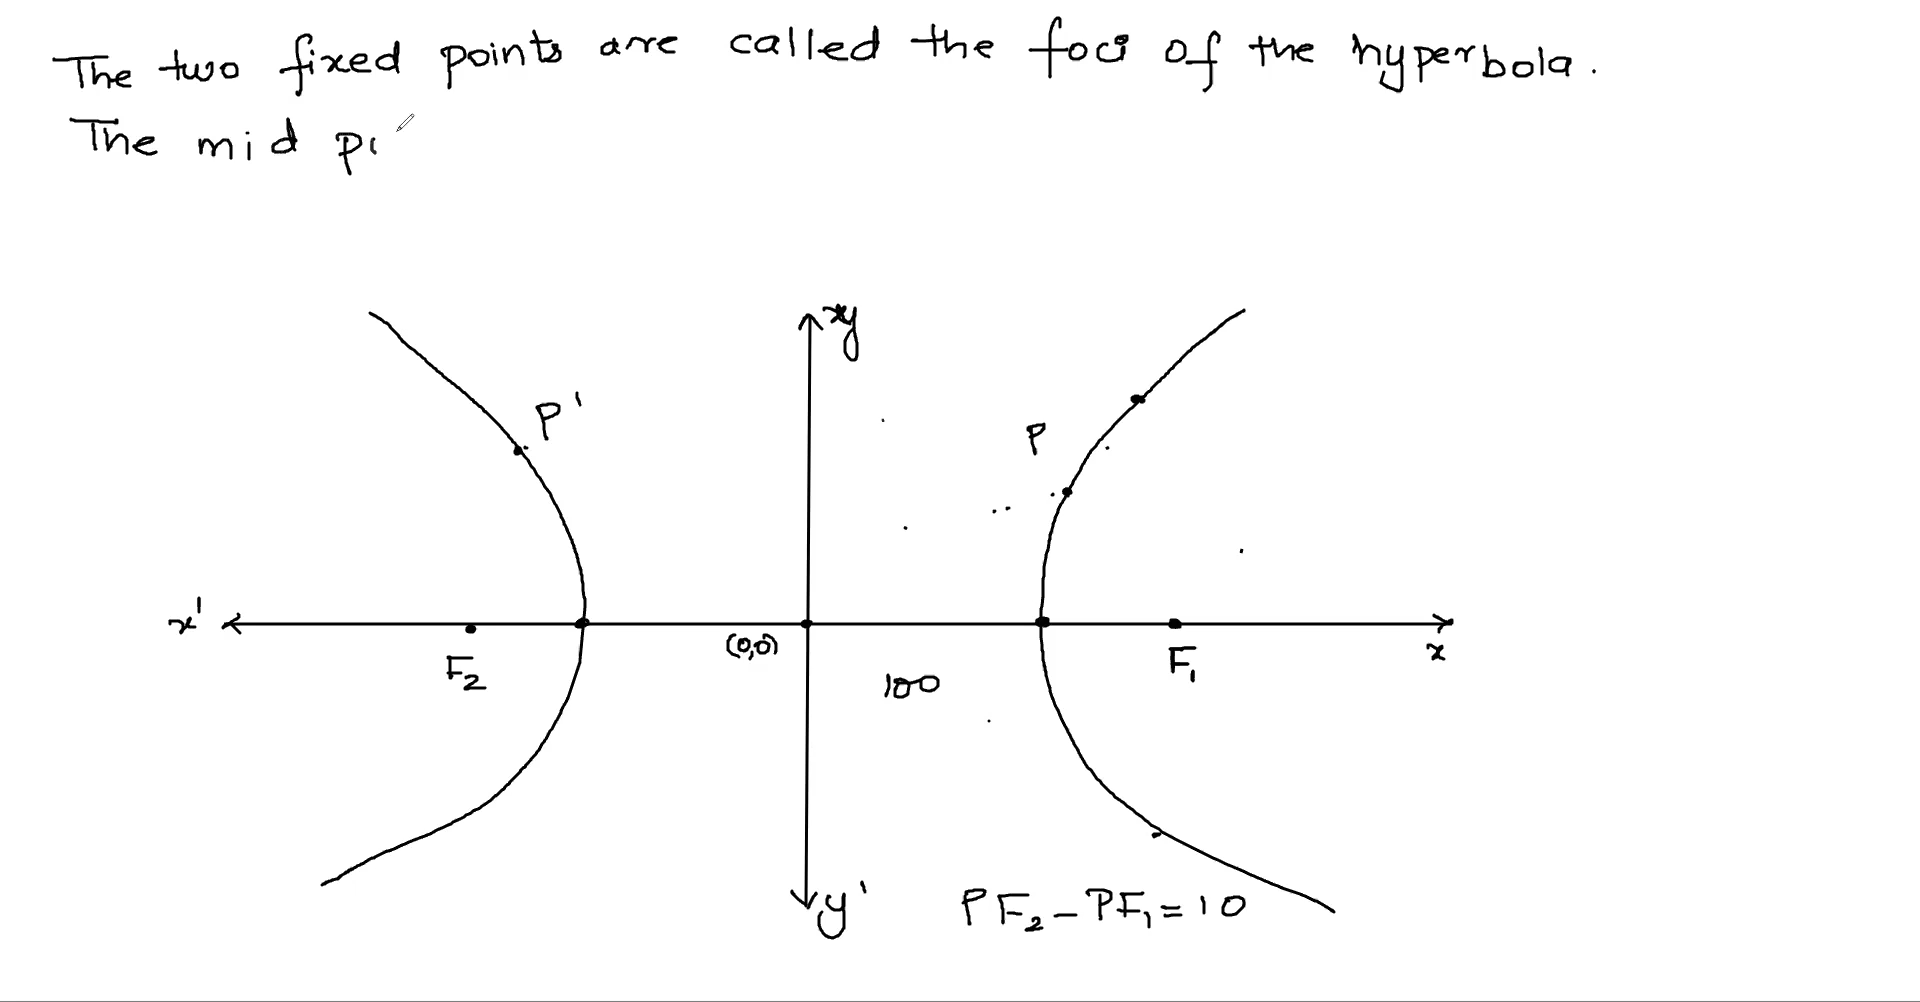 The two fixed points are called the foci of the hyperbola.
The mid
y
P'
P
x'
(0,0)
x
F₂
F₁
100
y'
PF₂ - PF₁ = 10